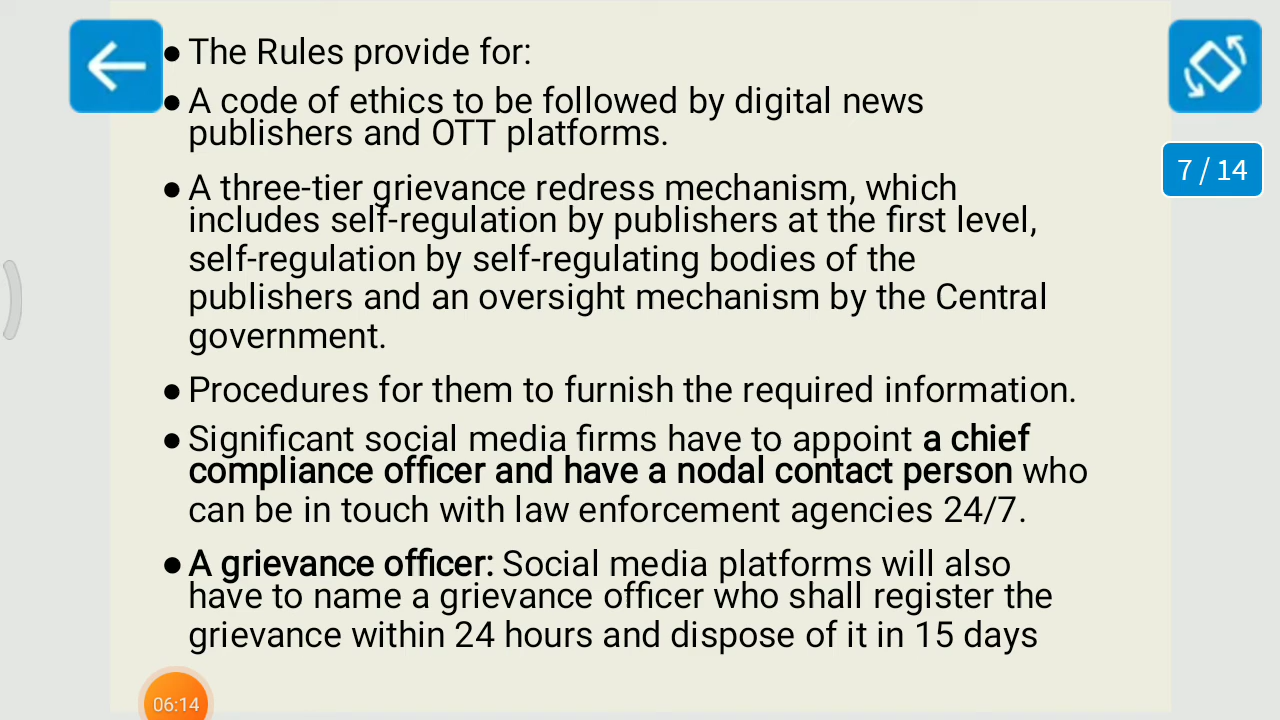 ● The Rules provide for:
● A code of ethics to be followed by digital news
publishers and OTT platforms.
● A three-tier grievance redress mechanism, which
includes self-regulation by publishers at the first level,
self-regulation by self-regulating bodies of the
publishers and an oversight mechanism by the Central
government.
● Procedures for them to furnish the required information.
● Significant social media firms have to appoint a chief
compliance officer and have a nodal contact person who
can be in touch with law enforcement agencies 24/7.
● A grievance officer: Social media platforms will also
have to name a grievance officer who shall register the
grievance within 24 hours and dispose of it in 15 days
7 / 14
06:14